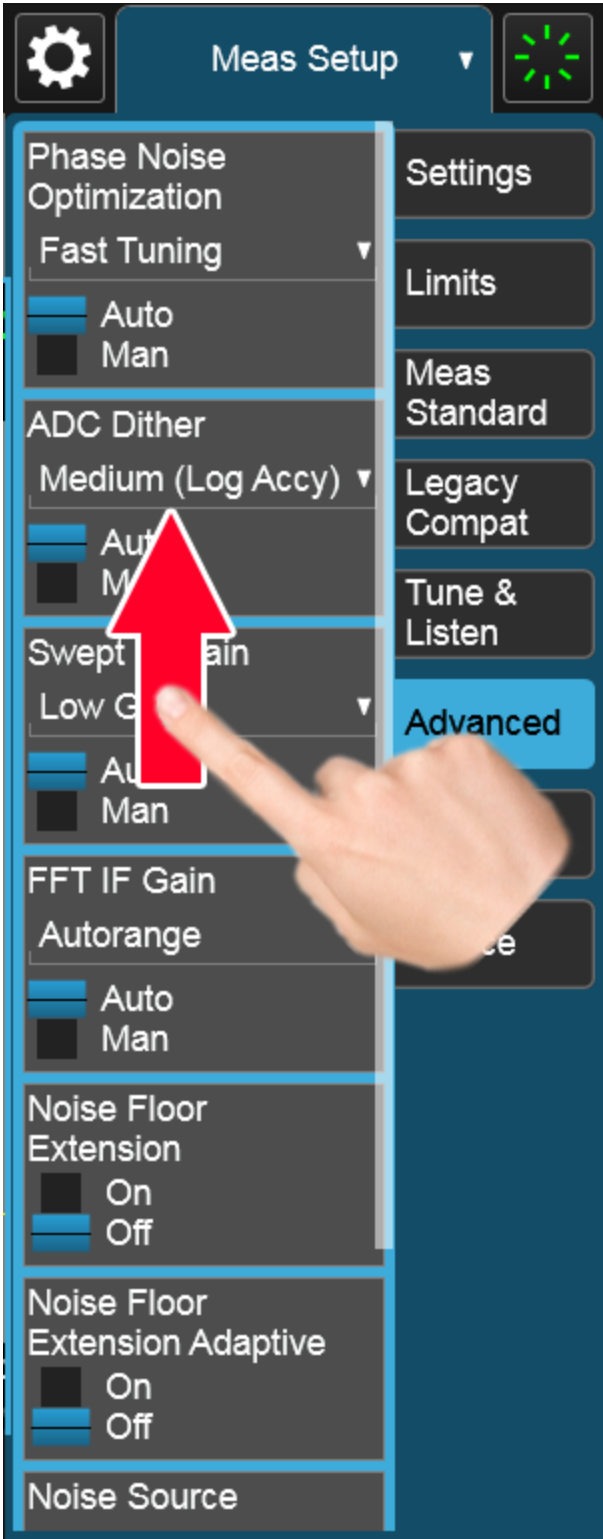 Meas Setup
Phase Noise
Optimization
Fast Tuning
Auto
Man
ADC Dither
Medium (Log Accy)
Swept
Low
Man
FFT IF Gain
Autorange
Auto
Man
Noise Floor
Extension
On
Off
Noise Floor
Extension Adaptive
On
Off
Noise Source
Settings
Limits
Meas
Standard
Legacy
Compat
Tune &
Listen
Advanced